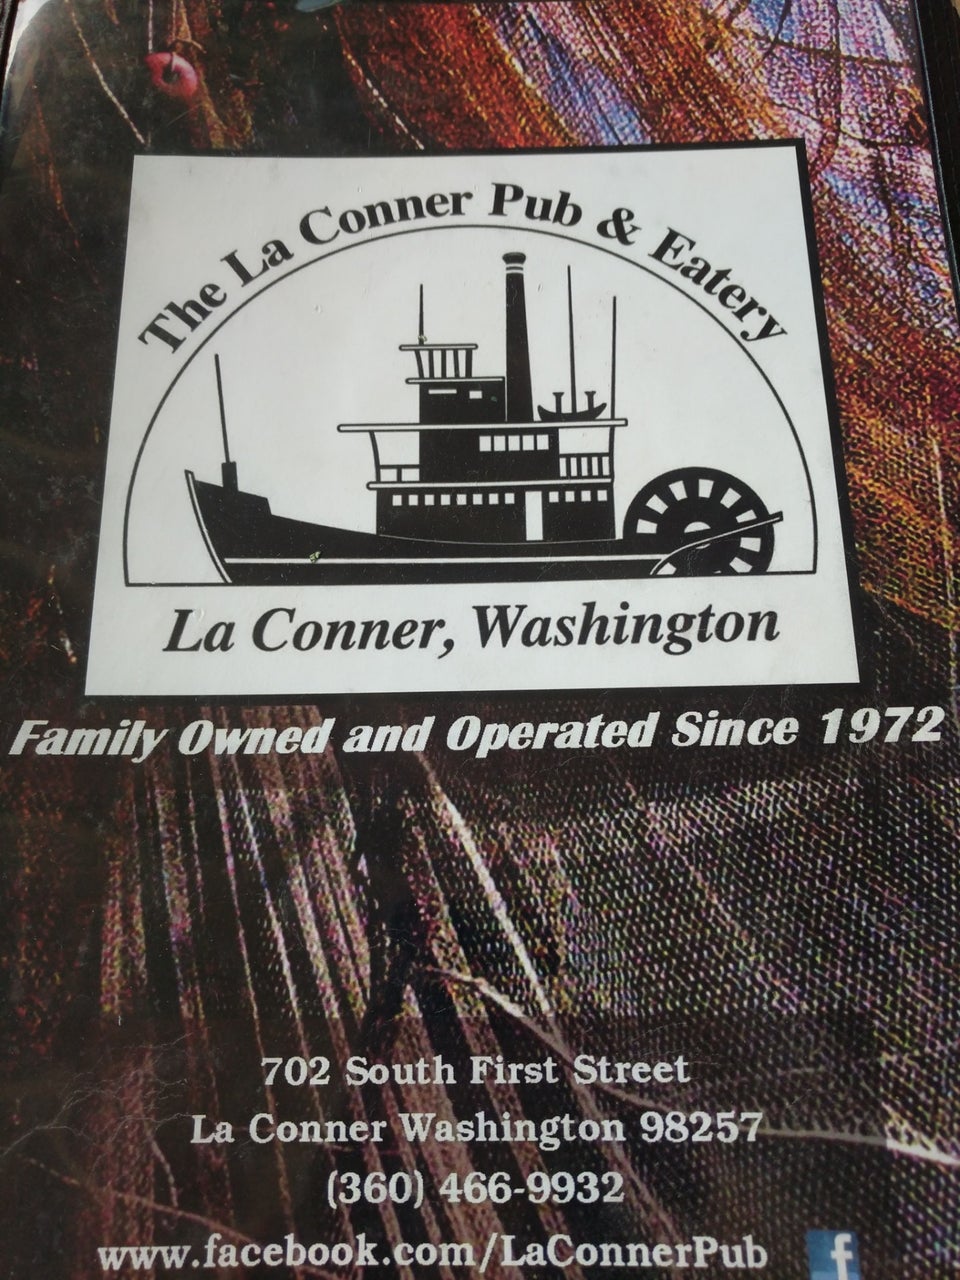 The La Conner Pub & Eatery
La Conner, Washington
Family Owned and Operated Since 1972
702 South First Street
La Conner Washington 98257
(360) 466-9932
www.facebook.com/LaConnerPub f